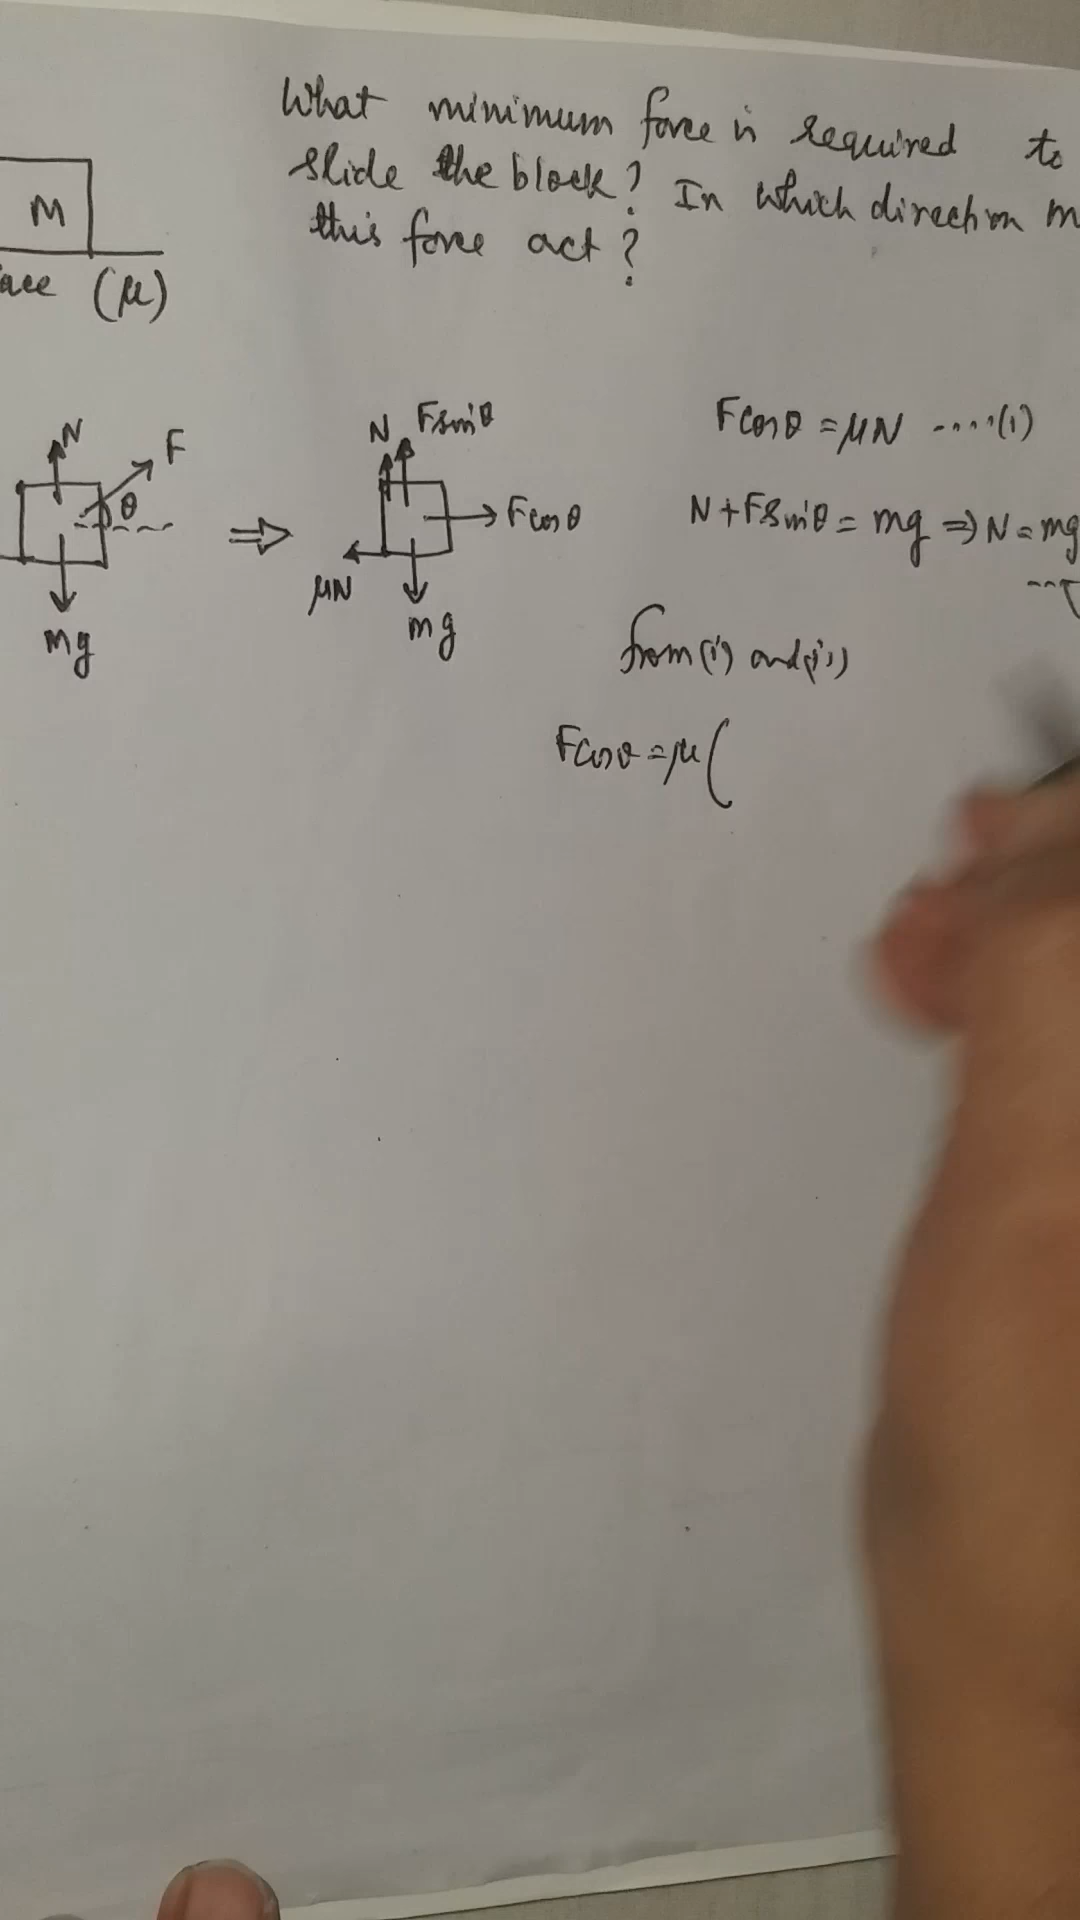 What minimum force is required to
slide the block? In which direction m
this force act?
M
ace (μ)
N
F
θ
mg
⇒
N Fsinθ
Fcosθ
μN
mg
Fcosθ = μN ....(i)
N + Fsinθ = mg ⇒ N = mg
from (i) and (ii)
Fcosθ = μ(